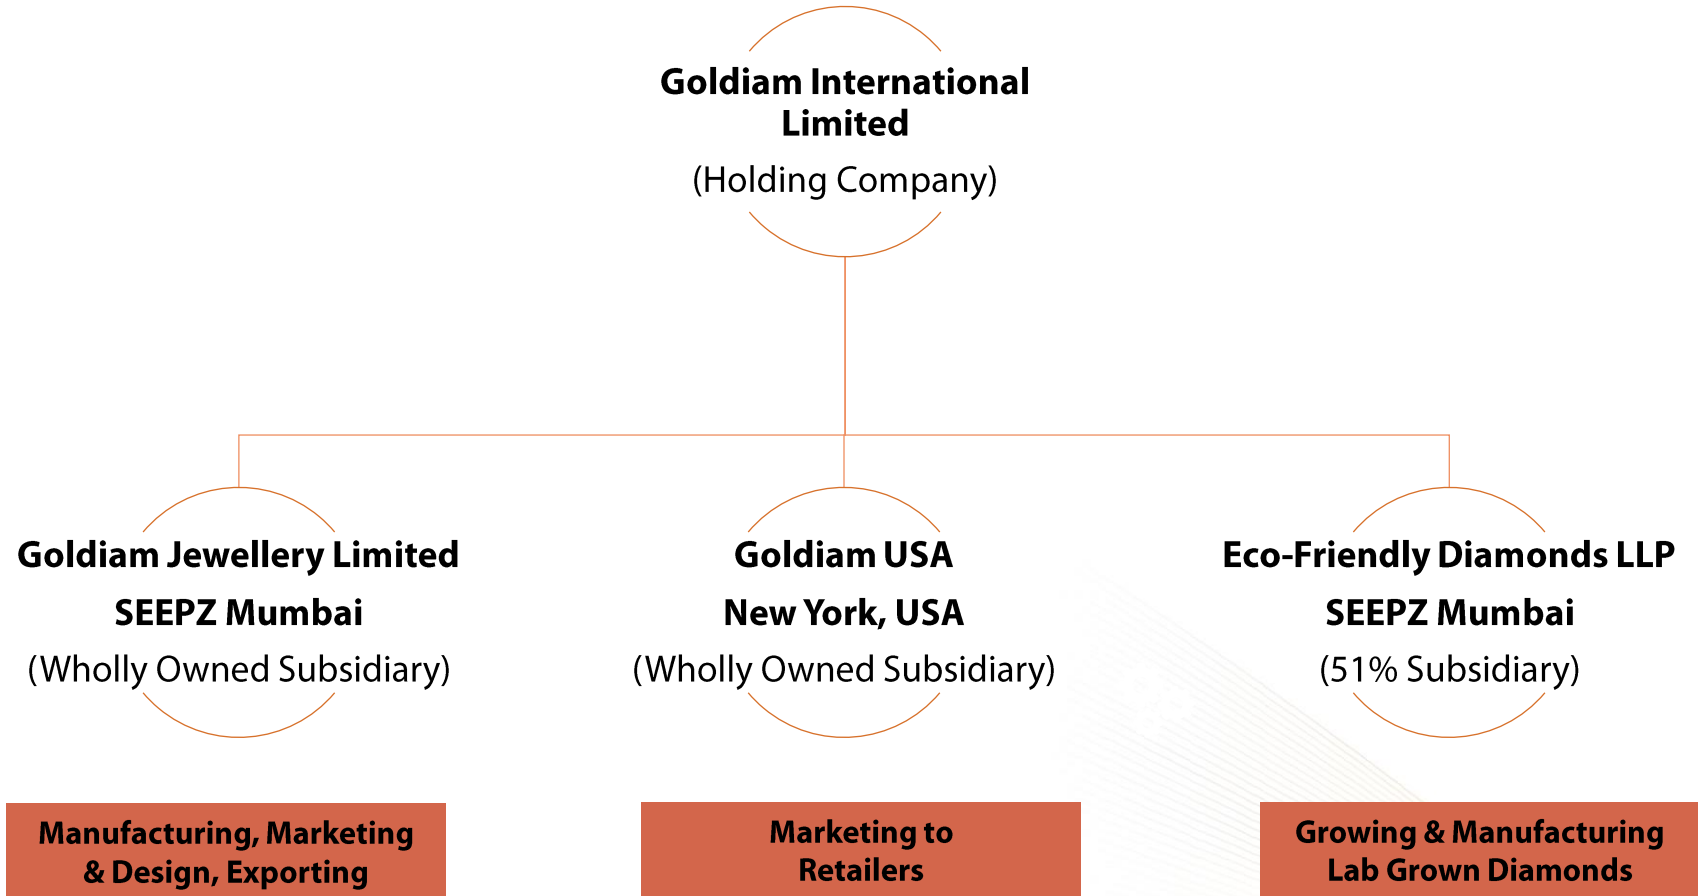 Goldiam International
Limited
(Holding Company)
Goldiam Jewellery Limited
SEEPZ Mumbai
(Wholly Owned Subsidiary)
Goldiam USA
New York, USA
(Wholly Owned Subsidiary)
Eco-Friendly Diamonds LLP
SEEPZ Mumbai
(51% Subsidiary)
Manufacturing, Marketing
& Design, Exporting
Marketing to
Retailers
Growing & Manufacturing
Lab Grown Diamonds